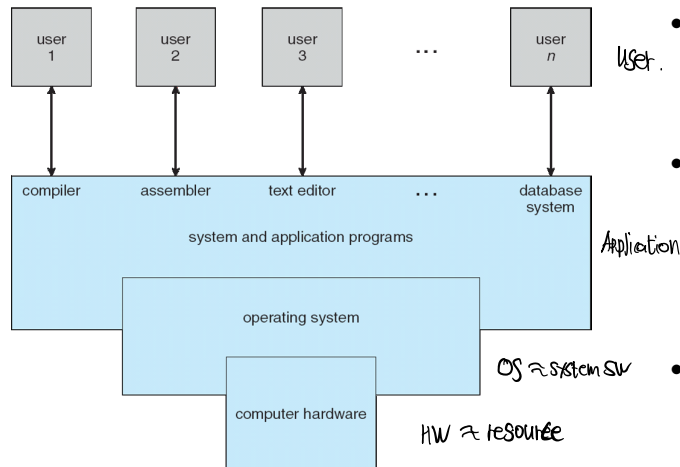 user
1
user
2
user
3
...
user
n
User.
compiler
assembler
text editor
...
database
system
system and application programs
Application
operating system
OS ≈ system SW
computer hardware
HW ≈ resource